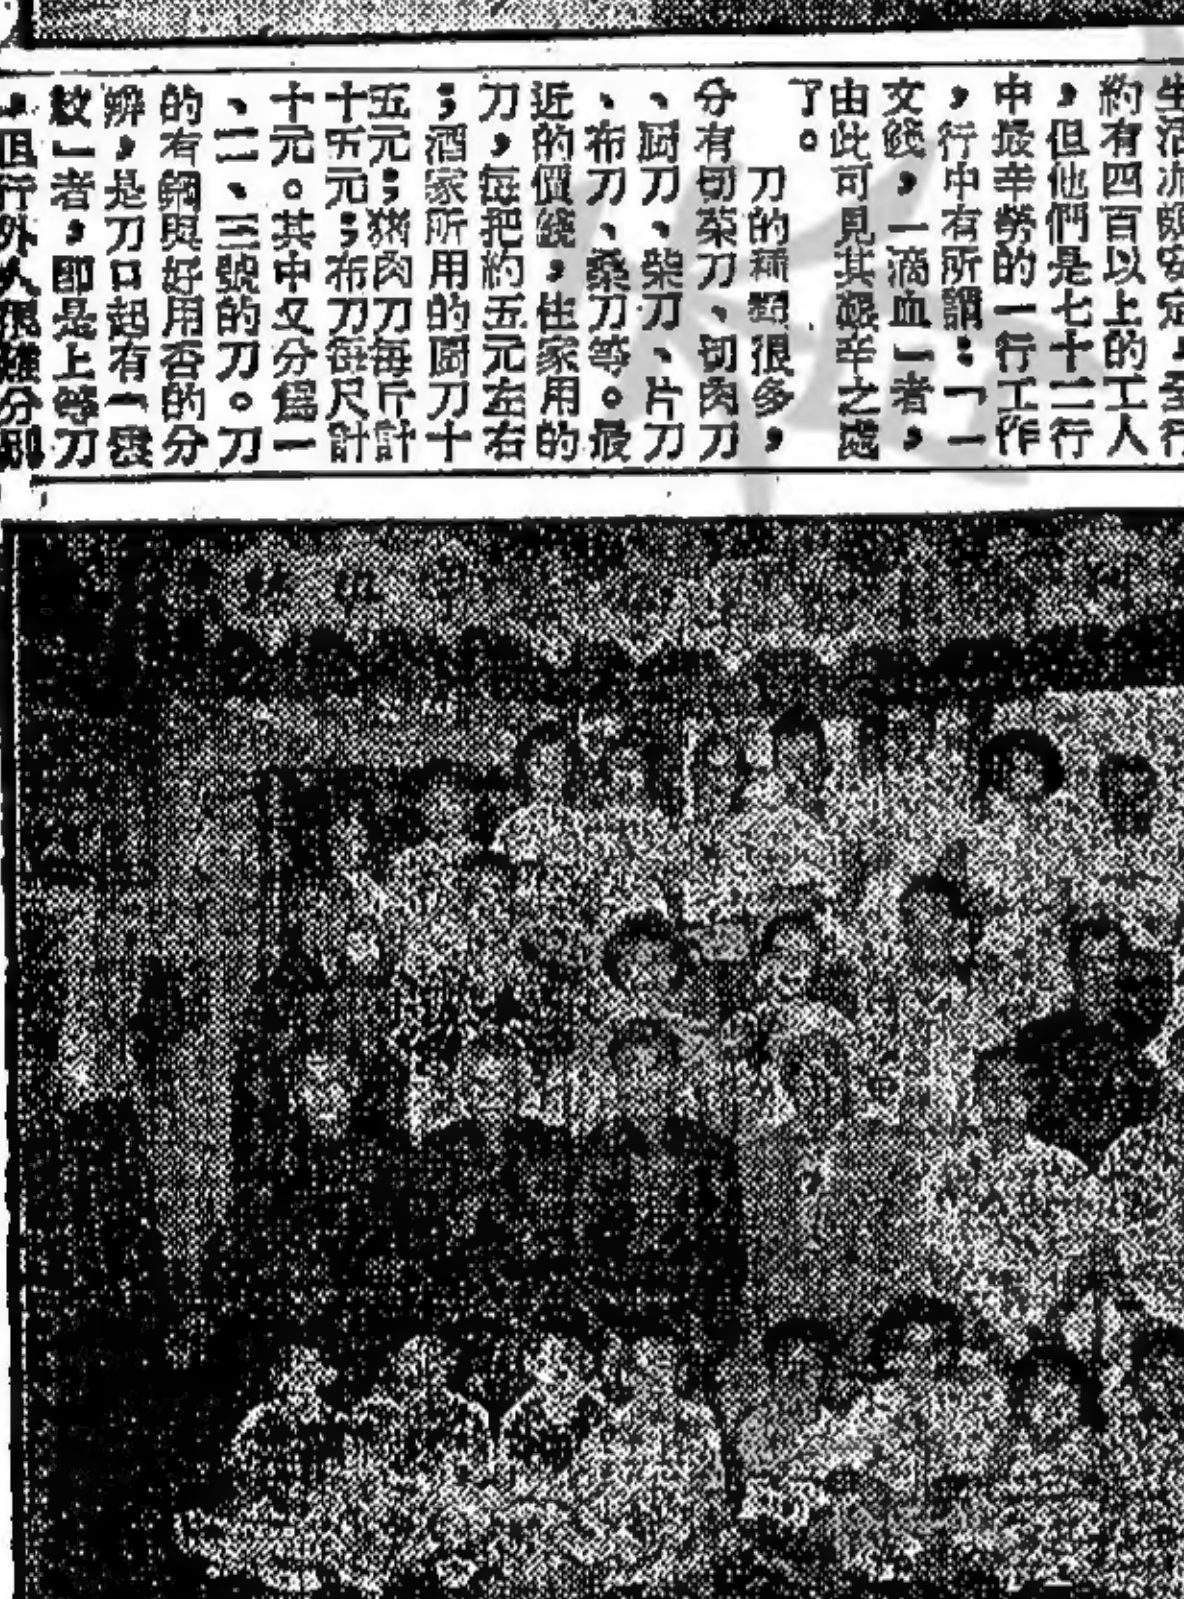 生活亦頗安定，全行
約有四百以上的工人
，但他們是七十二行
中最辛勞的一行工作
，行中有所謂：「一
文錢，一滴血」者，
由此可見其艱辛之處
了。
刀的種類很多，
分有切菜刀、切肉刀
、廚刀、柴刀、片刀
、布刀、桑刀等。最
近的價錢，住家用的
刀，每把約五元左右
；酒家所用的廚刀十
五元；猪肉刀每斤計
十五元；布刀每尺計
十元。其中又分爲一
、二、三號的刀。刀
的有鋼與好用否的分
辨，是刀口起有「雲
紋」者，即是上等刀
但行外人很難分別